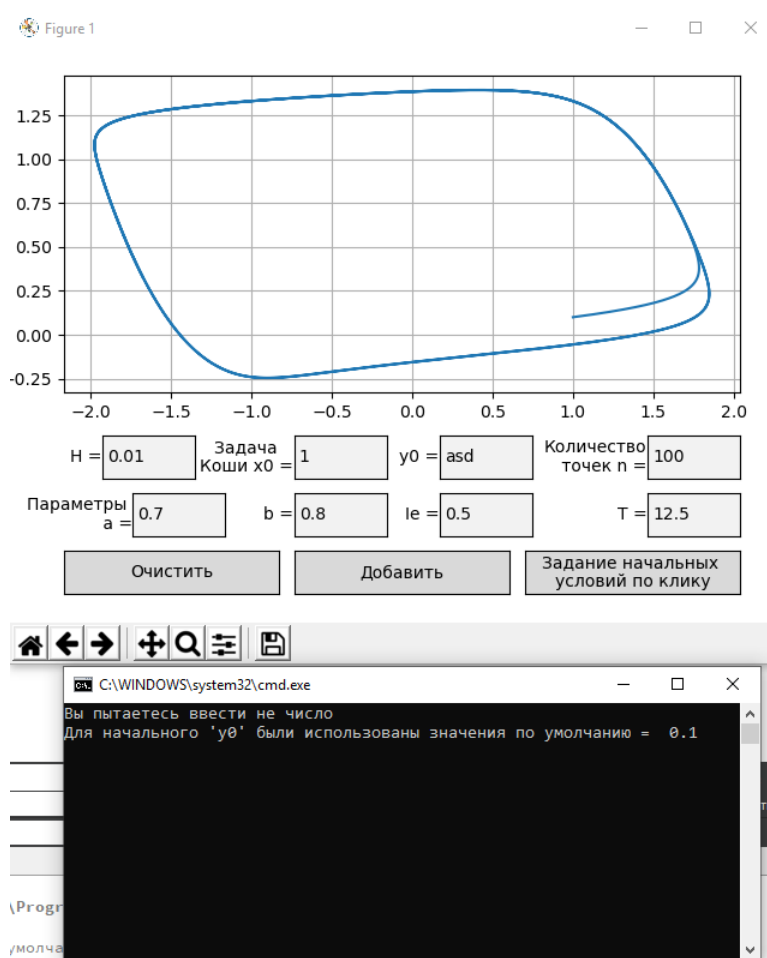 Figure 1
1.25
1.00
0.75
0.50
0.25
0.00
-0.25
−2.0 −1.5 −1.0 −0.5 0.0 0.5 1.0 1.5 2.0
H = 0.01
Задача
Коши x0 = 1
y0 = asd
Количество
точек n = 100
Параметры
a = 0.7
b = 0.8
Ie = 0.5
T = 12.5
Очистить
Добавить
Задание начальных
условий по клику
C:\WINDOWS\system32\cmd.exe
Вы пытаетесь ввести не число
Для начального 'y0' были использованы значения по умолчанию =  0.1
\Progr
умолча